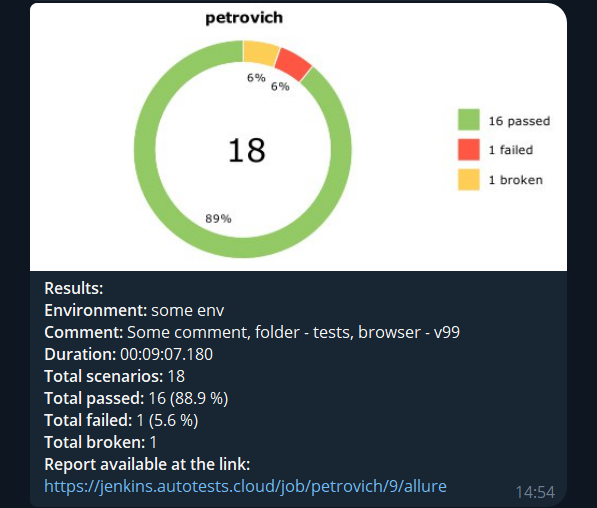 petrovich
6%
6%
18
89%
16 passed
1 failed
1 broken
Results:
Environment: some env
Comment: Some comment, folder - tests, browser - v99
Duration: 00:09:07.180
Total scenarios: 18
Total passed: 16 (88.9 %)
Total failed: 1 (5.6 %)
Total broken: 1
Report available at the link:
https://jenkins.autotests.cloud/job/petrovich/9/allure
14:54